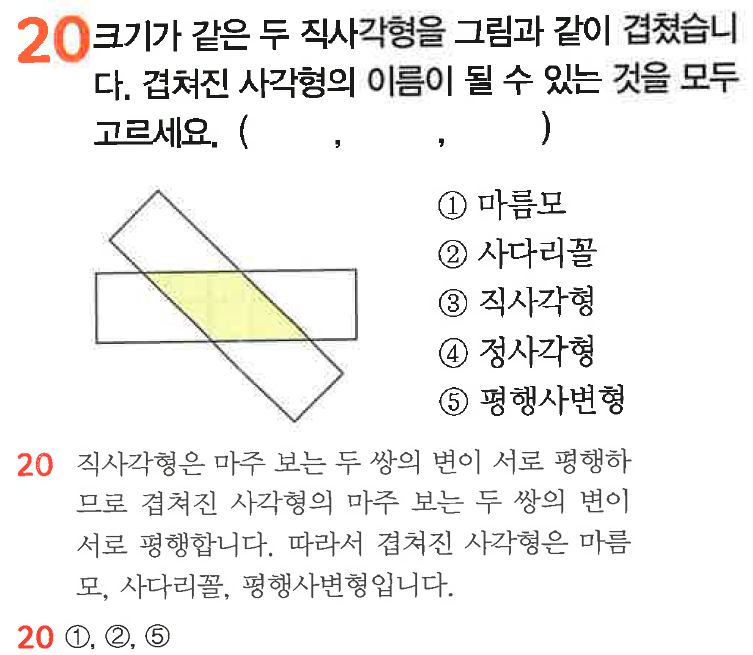 20 크기가 같은 두 직사각형을 그림과 같이 겹쳤습니
다. 겹쳐진 사각형의 이름이 될 수 있는 것을 모두
고르세요. (      ,      ,      )
① 마름모
② 사다리꼴
③ 직사각형
④ 정사각형
⑤ 평행사변형
20 직사각형은 마주 보는 두 쌍의 변이 서로 평행하
므로 겹쳐진 사각형의 마주 보는 두 쌍의 변이
서로 평행합니다. 따라서 겹쳐진 사각형은 마름
모, 사다리꼴, 평행사변형입니다.
20 ①, ②, ⑤